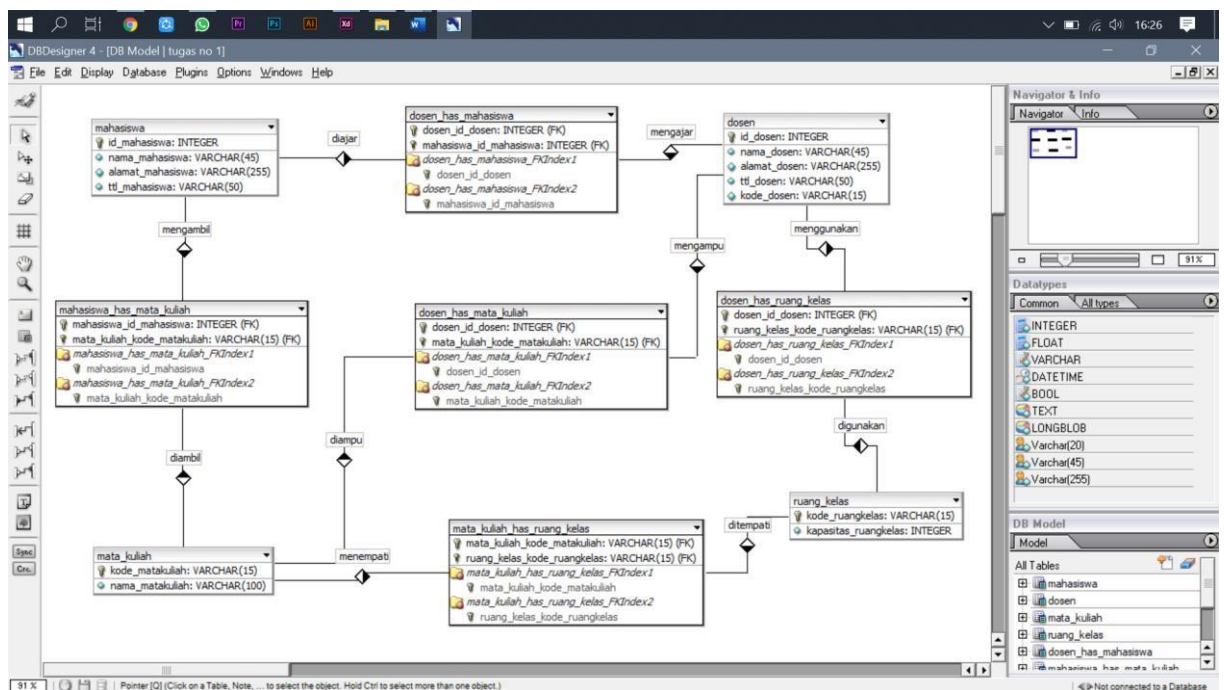 Pr
Ps
Ai
Xd
16:26
DBDesigner 4 - [DB Model | tugas no 1]
File Edit Display Database Plugins Options Windows Help
mahasiswa
id_mahasiswa: INTEGER
nama_mahasiswa: VARCHAR(45)
alamat_mahasiswa: VARCHAR(255)
ttl_mahasiswa: VARCHAR(50)
diajar
dosen_has_mahasiswa
dosen_id_dosen: INTEGER (FK)
mahasiswa_id_mahasiswa: INTEGER (FK)
dosen_has_mahasiswa_FKIndex1
dosen_id_dosen
dosen_has_mahasiswa_FKIndex2
mahasiswa_id_mahasiswa
mengajar
dosen
id_dosen: INTEGER
nama_dosen: VARCHAR(45)
alamat_dosen: VARCHAR(255)
ttl_dosen: VARCHAR(50)
kode_dosen: VARCHAR(15)
mengambil
mengampu
menggunakan
mahasiswa_has_mata_kuliah
mahasiswa_id_mahasiswa: INTEGER (FK)
mata_kuliah_kode_matakuliah: VARCHAR(15) (FK)
mahasiswa_has_mata_kuliah_FKIndex1
mahasiswa_id_mahasiswa
mahasiswa_has_mata_kuliah_FKIndex2
mata_kuliah_kode_matakuliah
dosen_has_mata_kuliah
dosen_id_dosen: INTEGER (FK)
mata_kuliah_kode_matakuliah: VARCHAR(15) (FK)
dosen_has_mata_kuliah_FKIndex1
dosen_id_dosen
dosen_has_mata_kuliah_FKIndex2
mata_kuliah_kode_matakuliah
dosen_has_ruang_kelas
dosen_id_dosen: INTEGER (FK)
ruang_kelas_kode_ruangkelas: VARCHAR(15) (FK)
dosen_has_ruang_kelas_FKIndex1
dosen_id_dosen
dosen_has_ruang_kelas_FKIndex2
ruang_kelas_kode_ruangkelas
diambil
diampu
digunakan
mata_kuliah
kode_matakuliah: VARCHAR(15)
nama_matakuliah: VARCHAR(100)
menempati
mata_kuliah_has_ruang_kelas
mata_kuliah_kode_matakuliah: VARCHAR(15) (FK)
ruang_kelas_kode_ruangkelas: VARCHAR(15) (FK)
mata_kuliah_has_ruang_kelas_FKIndex1
mata_kuliah_kode_matakuliah
mata_kuliah_has_ruang_kelas_FKIndex2
ruang_kelas_kode_ruangkelas
ditempati
ruang_kelas
kode_ruangkelas: VARCHAR(15)
kapasitas_ruangkelas: INTEGER
Sync
Crc.
Navigator & Info
Navigator Info
91%
Datatypes
Common All types
INTEGER
FLOAT
VARCHAR
DATETIME
BOOL
TEXT
LONGBLOB
Varchar(20)
Varchar(45)
Varchar(255)
DB Model
Model
All Tables
mahasiswa
dosen
mata_kuliah
ruang_kelas
dosen_has_mahasiswa
mahasiswa_has_mata_kuliah
91 %
Pointer [Q] (Click on a Table, Note, ... to select the object. Hold Ctrl to select more than one object.)
Not connected to a Database